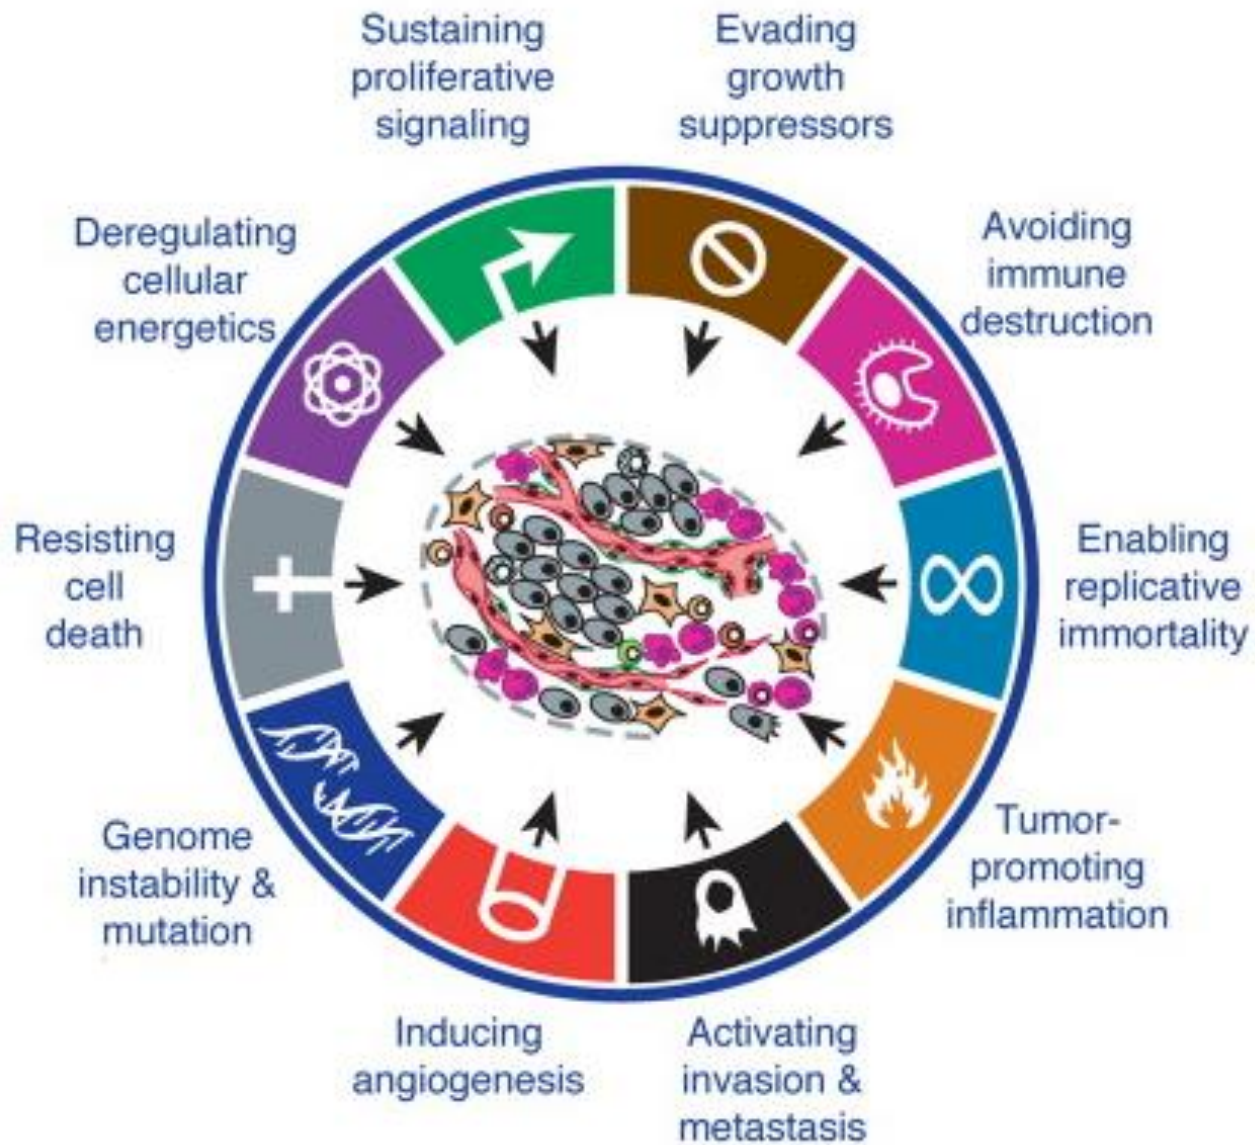 Sustaining
proliferative
signaling
Evading
growth
suppressors
Avoiding
immune
destruction
Enabling
replicative
immortality
Tumor-
promoting
inflammation
Activating
invasion &
metastasis
Inducing
angiogenesis
Genome
instability &
mutation
Resisting
cell
death
Deregulating
cellular
energetics